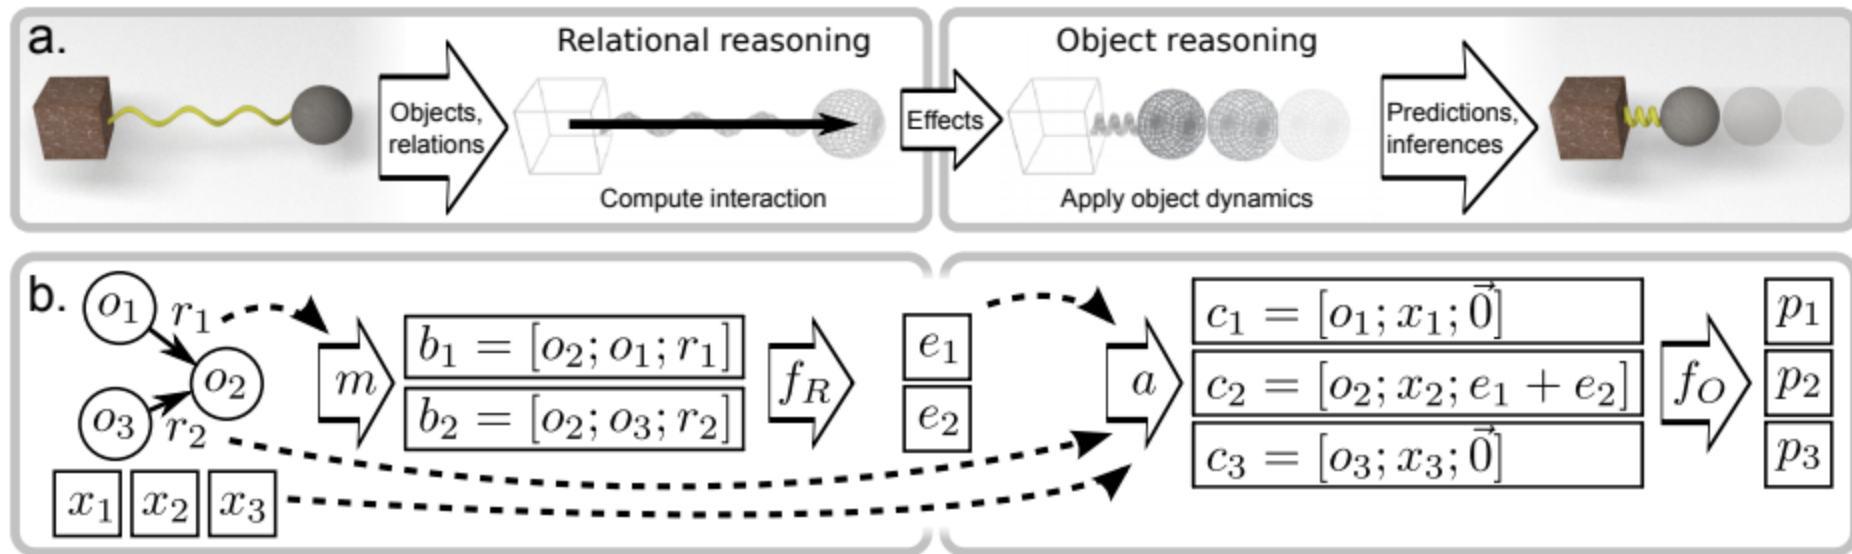 a.
Relational reasoning
Object reasoning
Objects,
relations
Effects
Predictions,
inferences
Compute interaction
Apply object dynamics
b.
o₁
r₁
o₂
o₃
r₂
x₁ x₂ x₃
m
b₁ = [o₂; o₁; r₁]
b₂ = [o₂; o₃; r₂]
f_R
e₁
e₂
a
c₁ = [o₁; x₁; 0⃗]
c₂ = [o₂; x₂; e₁ + e₂]
c₃ = [o₃; x₃; 0⃗]
f_O
p₁
p₂
p₃